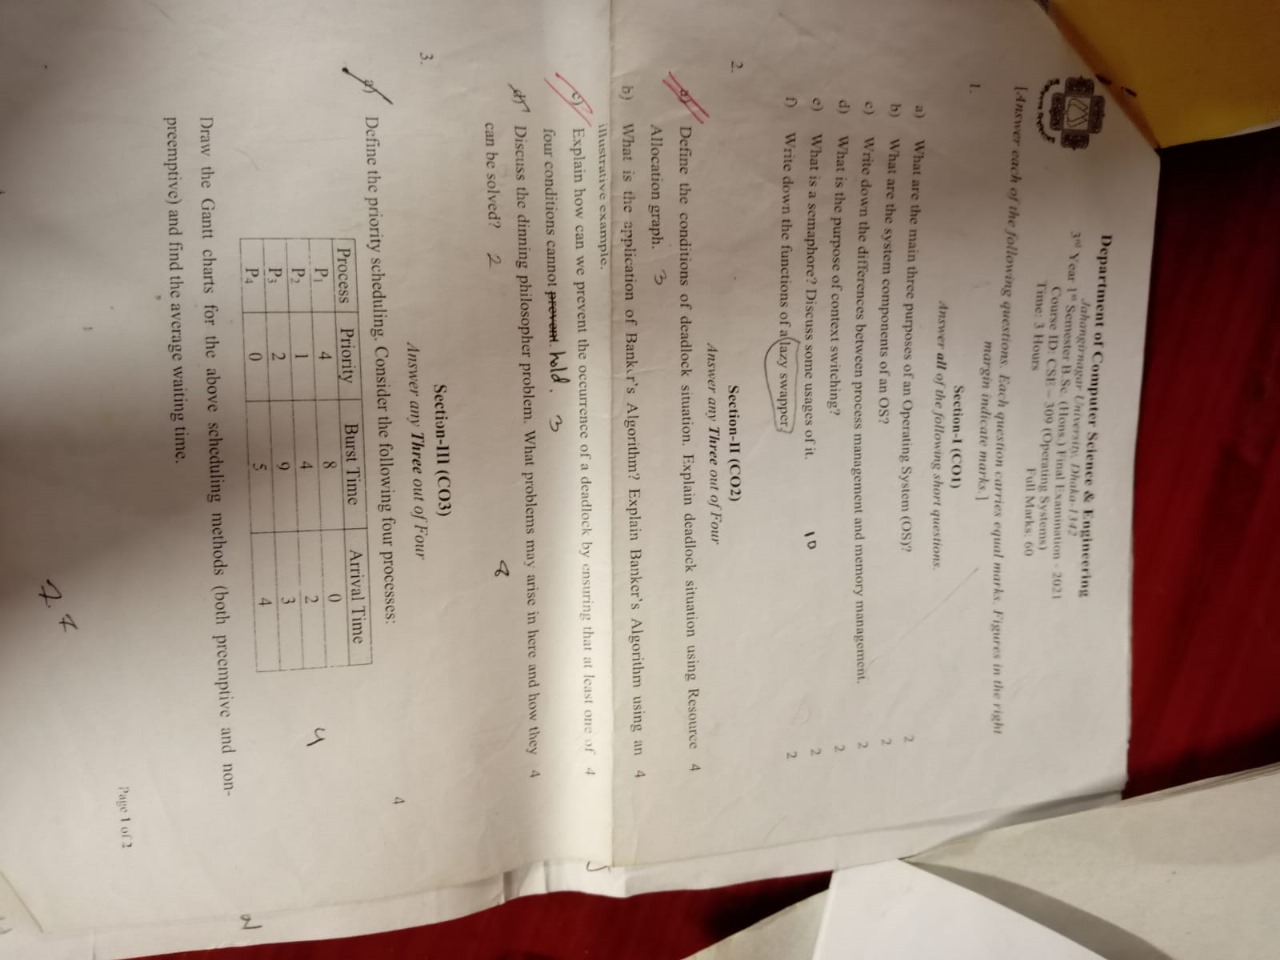 Department of Computer Science & Engineering
Jahangirnagar University, Dhaka-1342
3rd Year 1st Semester B.Sc. (Hons.) Final Examination - 2021
Course ID: CSE – 309 (Operating Systems)
Time: 3 Hours Full Marks: 60
[Answer each of the following questions. Each question carries equal marks. Figures in the right
margin indicate marks.]
Section-I (CO1)
1. Answer all of the following short questions.
a) What are the main three purposes of an Operating System (OS)? 2
b) What are the system components of an OS? 2
c) Write down the differences between process management and memory management. 2
d) What is the purpose of context switching? 2
e) What is a semaphore? Discuss some usages of it. 10 2
f) Write down the functions of a lazy swapper? 2
Section-II (CO2)
2. Answer any Three out of Four
a) Define the conditions of deadlock situation. Explain deadlock situation using Resource 4
Allocation graph. 3
b) What is the application of Banker's Algorithm? Explain Banker's Algorithm using an 4
illustrative example.
c) Explain how can we prevent the occurrence of a deadlock by ensuring that at least one of 4
four conditions cannot prevent. hold. 3
d) Discuss the dinning philosopher problem. What problems may arise in here and how they 4
can be solved? 2 8
Section-III (CO3)
3. Answer any Three out of Four
a) Define the priority scheduling. Consider the following four processes: 4
Process Priority Burst Time Arrival Time
P1 4 8 0
P2 1 4 2
P3 2 9 3
P4 0 5 4
4
Draw the Gantt charts for the above scheduling methods (both preemptive and non-
preemptive) and find the average waiting time.
Page 1 of 2